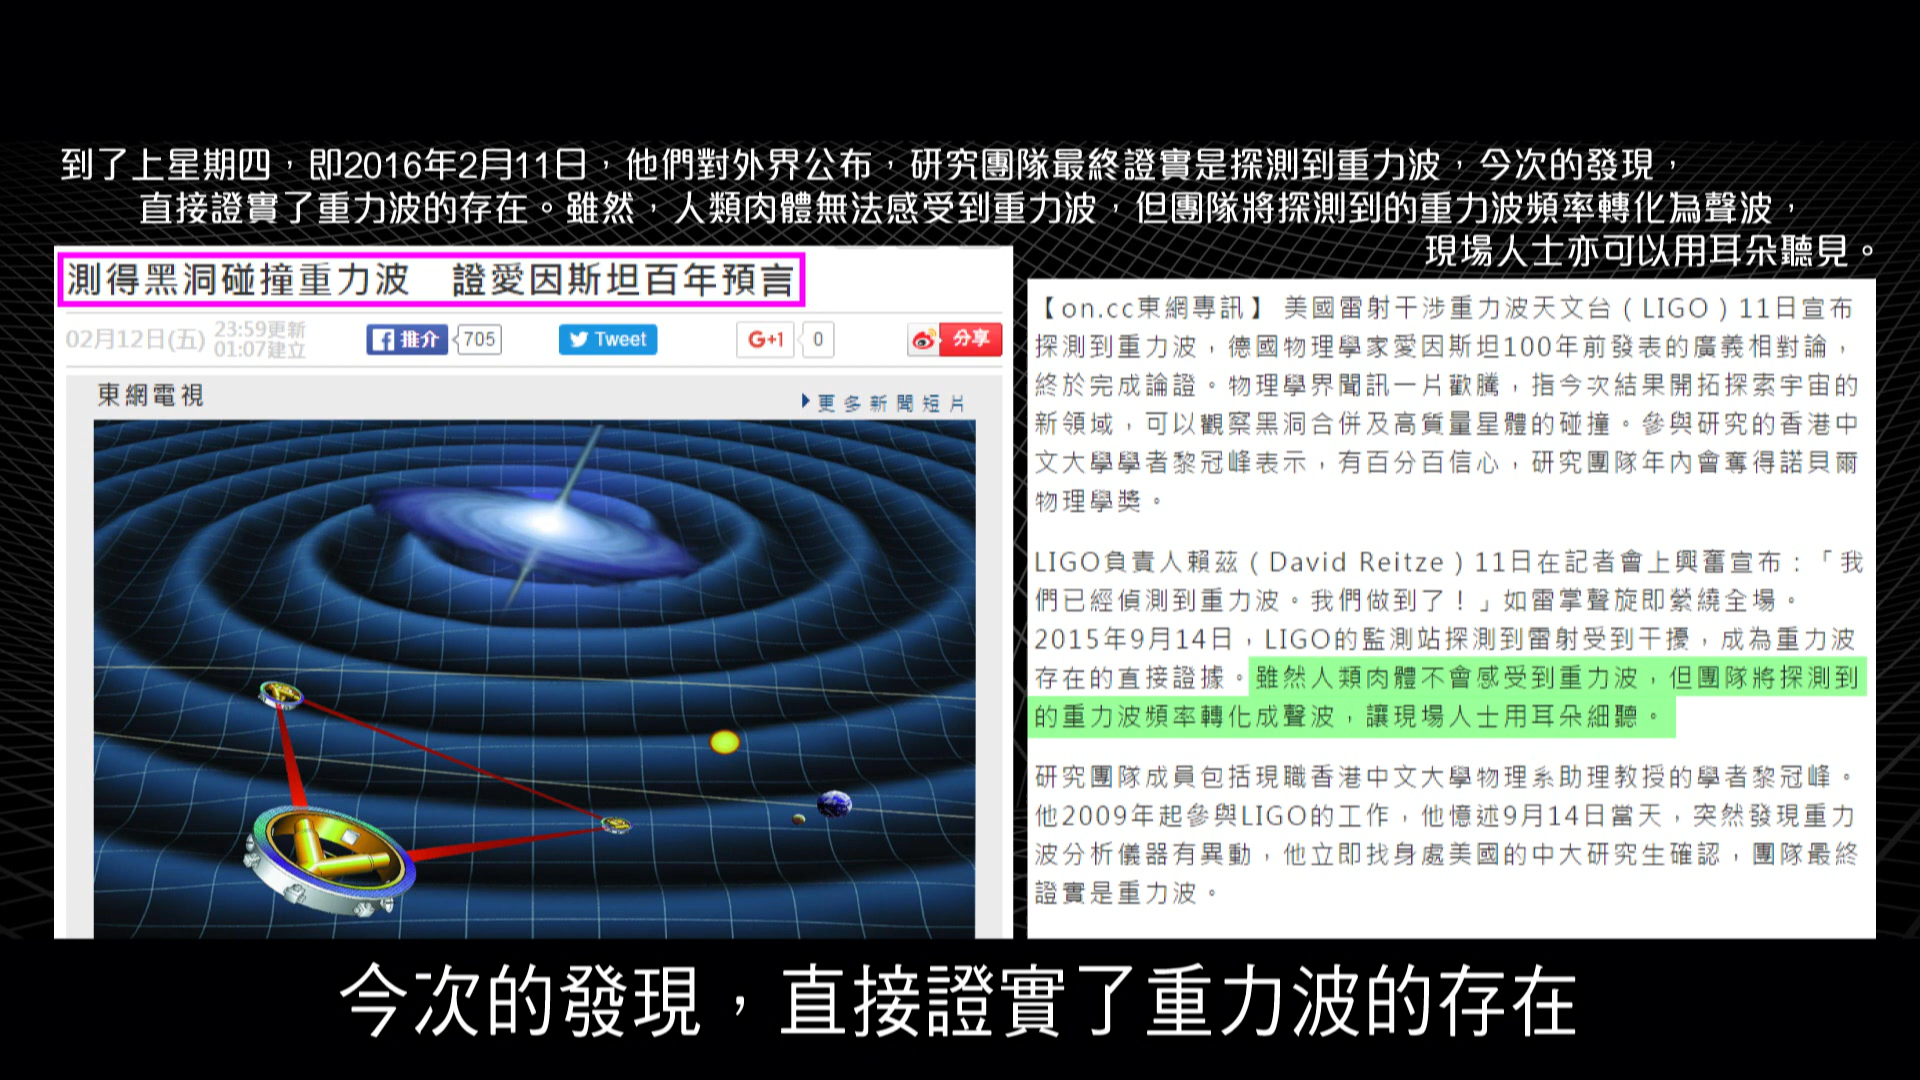 到了上星期四，即2016年2月11日，他們對外界公布，研究團隊最終證實是探測到重力波，今次的發現，
直接證實了重力波的存在。雖然，人類肉體無法感受到重力波，但團隊將探測到的重力波頻率轉化為聲波，
現場人士亦可以用耳朵聽見。
測得黑洞碰撞重力波　證愛因斯坦百年預言
02月12日(五)
23:59更新
01:07建立
推介 705
Tweet
G+1 0
分享
東網電視
更多新聞短片
【on.cc東網專訊】 美國雷射干涉重力波天文台（LIGO）11日宣布
探測到重力波，德國物理學家愛因斯坦100年前發表的廣義相對論，
終於完成論證。物理學界聞訊一片歡騰，指今次結果開拓探索宇宙的
新領域，可以觀察黑洞合併及高質量星體的碰撞。參與研究的香港中
文大學學者黎冠峰表示，有百分百信心，研究團隊年內會奪得諾貝爾
物理學獎。
LIGO負責人賴茲（David Reitze）11日在記者會上興奮宣布：「我
們已經偵測到重力波。我們做到了！」如雷掌聲旋即縈繞全場。
2015年9月14日，LIGO的監測站探測到雷射受到干擾，成為重力波
存在的直接證據。雖然人類肉體不會感受到重力波，但團隊將探測到
的重力波頻率轉化成聲波，讓現場人士用耳朵細聽。
研究團隊成員包括現職香港中文大學物理系助理教授的學者黎冠峰。
他2009年起參與LIGO的工作，他憶述9月14日當天，突然發現重力
波分析儀器有異動，他立即找身處美國的中大研究生確認，團隊最終
證實是重力波。
今次的發現，直接證實了重力波的存在